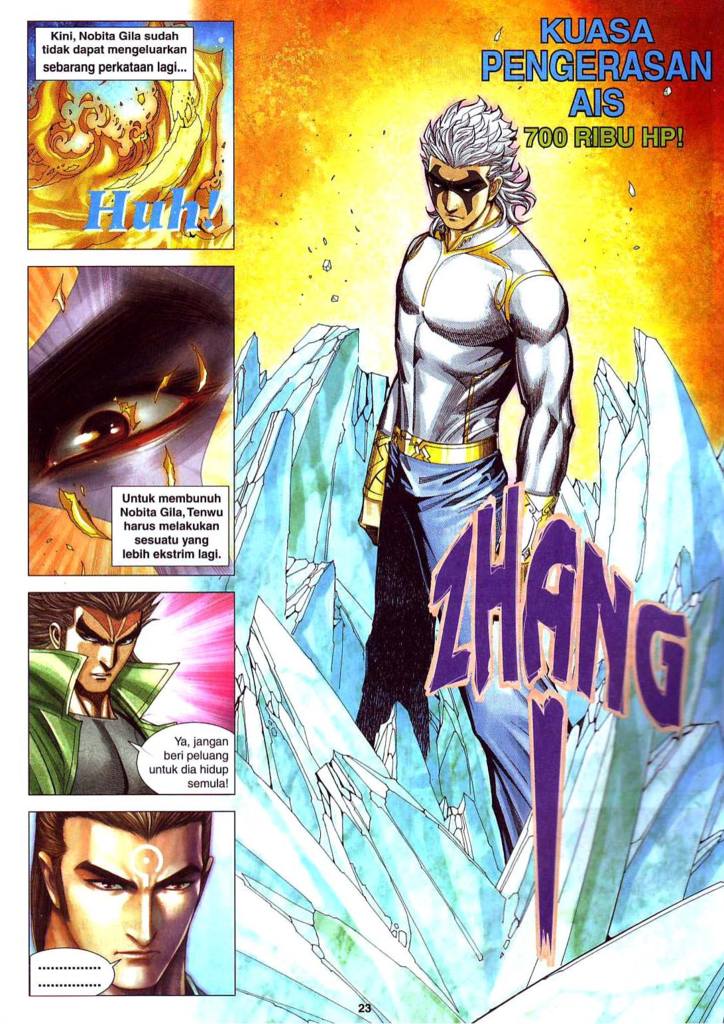 Kini, Nobita Gila sudah
tidak dapat mengeluarkan
sebarang perkataan lagi...
Huh!
KUASA
PENGERASAN
AIS
700 RIBU HP!
Untuk membunuh
Nobita Gila, Tenwu
harus melakukan
sesuatu yang
lebih ekstrim lagi.
ZHANG
!
Ya, jangan
beri peluang
untuk dia hidup
semula!
...............
...............
23